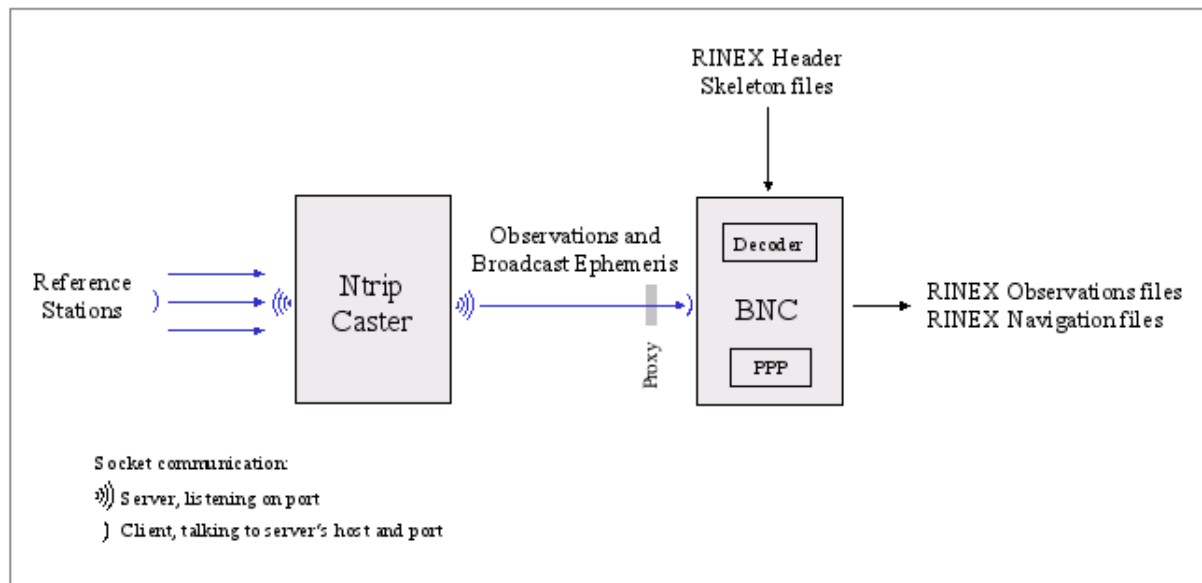 RINEX Header
Skeleton files
Reference
Stations
Ntrip
Caster
Observations and
Broadcast Ephemeris
Proxy
Decoder
BNC
PPP
RINEX Observations files
RINEX Navigation files
Socket communication:
Server, listening on port
Client, talking to server's host and port